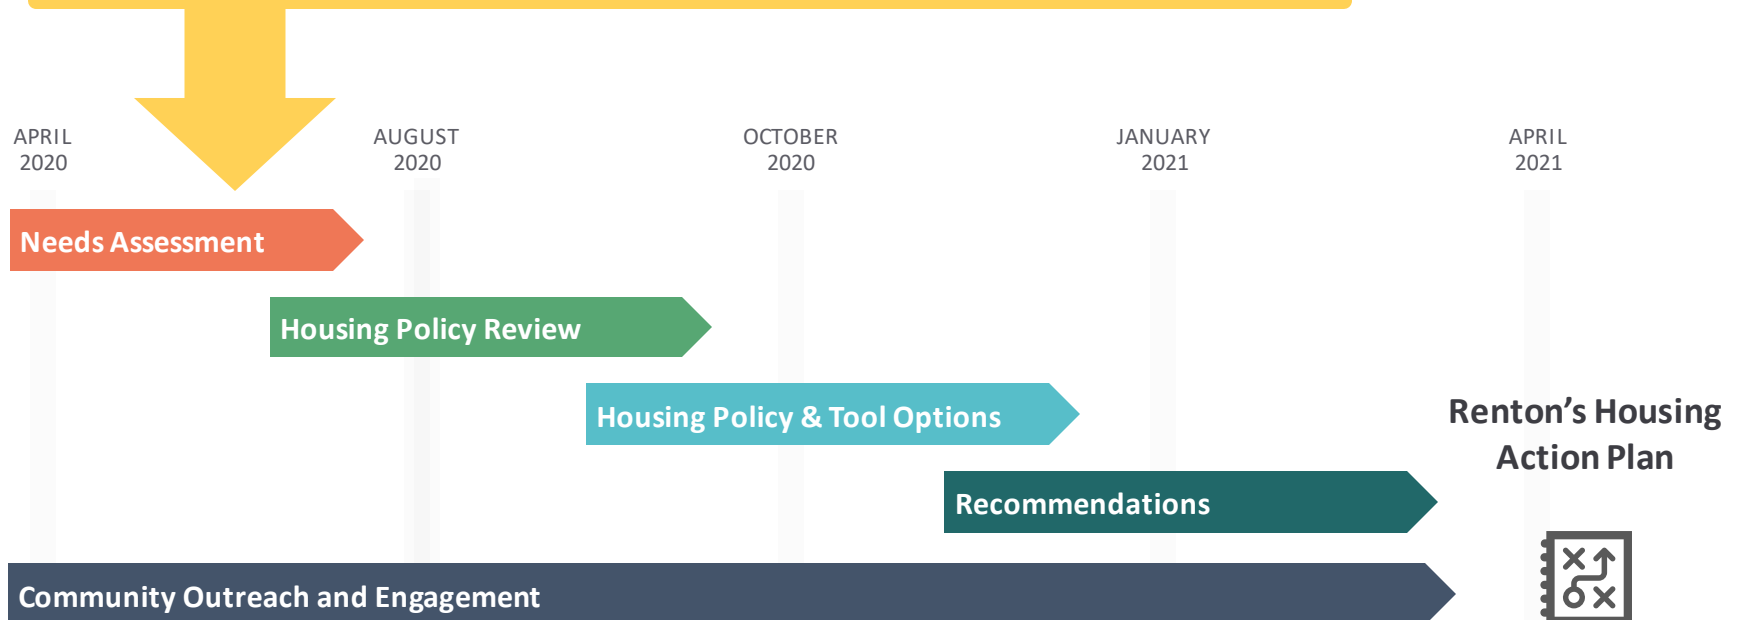 APRIL
2020
AUGUST
2020
OCTOBER
2020
JANUARY
2021
APRIL
2021
Needs Assessment
Housing Policy Review
Housing Policy & Tool Options
Renton’s Housing
Action Plan
Recommendations
Community Outreach and Engagement